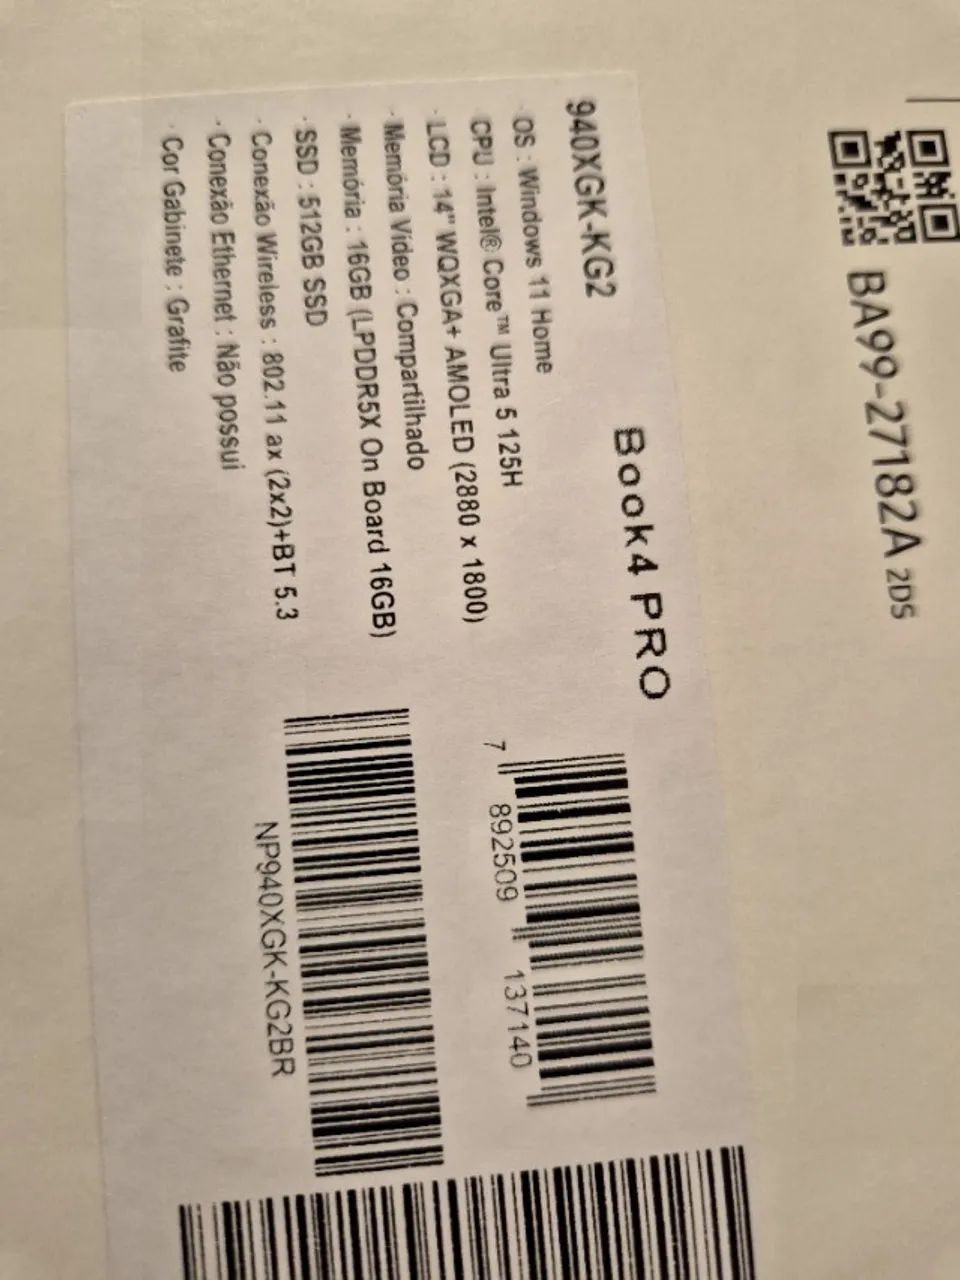 BA99-27182A 2DS
Book4 PRO
940XGK-KG2
· OS : Windows 11 Home
· CPU : Intel® Core™ Ultra 5 125H
· LCD : 14" WQXGA+ AMOLED (2880 x 1800)
· Memória Vídeo : Compartilhado
· Memória : 16GB (LPDDR5X On Board 16GB)
· SSD : 512GB SSD
· Conexão Wireless : 802.11 ax (2x2)+BT 5.3
· Conexão Ethernet : Não possui
· Cor Gabinete : Grafite
7 892509 137140
NP940XGK-KG2BR